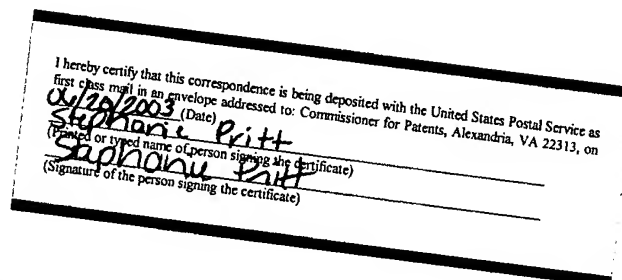 I hereby certify that this correspondence is being deposited with the United States Postal Service as
first class mail in an envelope addressed to: Commissioner for Patents, Alexandria, VA 22313, on
06/20/2003 (Date)
Stephanie Pritt
(Printed or typed name of person signing the certificate)
Stephanie Pritt
(Signature of the person signing the certificate)